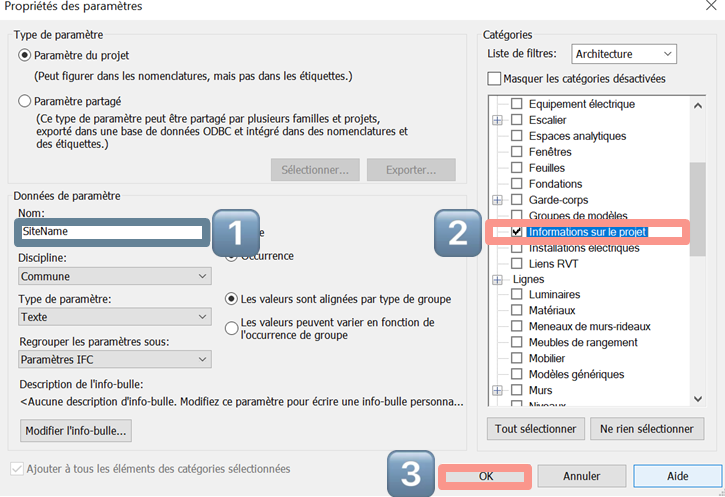 Propriétés des paramètres
Type de paramètre
Paramètre du projet
(Peut figurer dans les nomenclatures, mais pas dans les étiquettes.)
Paramètre partagé
(Ce type de paramètre peut être partagé par plusieurs familles et projets,
exporté dans une base de données ODBC et intégré dans des nomenclatures et
des étiquettes.)
Sélectionner...
Exporter...
Données de paramètre
Nom:
SiteName
1
Occurrence
Discipline:
Commune
Type de paramètre:
Texte
Les valeurs sont alignées par type de groupe
Les valeurs peuvent varier en fonction de
l'occurrence de groupe
Regrouper les paramètres sous:
Paramètres IFC
Description de l'info-bulle:
<Aucune description d'info-bulle. Modifiez ce paramètre pour écrire une info-bulle personna...
Modifier l'info-bulle...
Ajouter à tous les éléments des catégories sélectionnées
Catégories
Liste de filtres:
Architecture
Masquer les catégories désactivées
Equipement électrique
Escalier
Espaces analytiques
Fenêtres
Feuilles
Fondations
Garde-corps
Groupes de modèles
2
Informations sur le projet
Installations électriques
Liens RVT
Lignes
Luminaires
Matériaux
Meneaux de murs-rideaux
Meubles de rangement
Mobilier
Modèles génériques
Murs
Niveaux
Tout sélectionner
Ne rien sélectionner
3
OK
Annuler
Aide